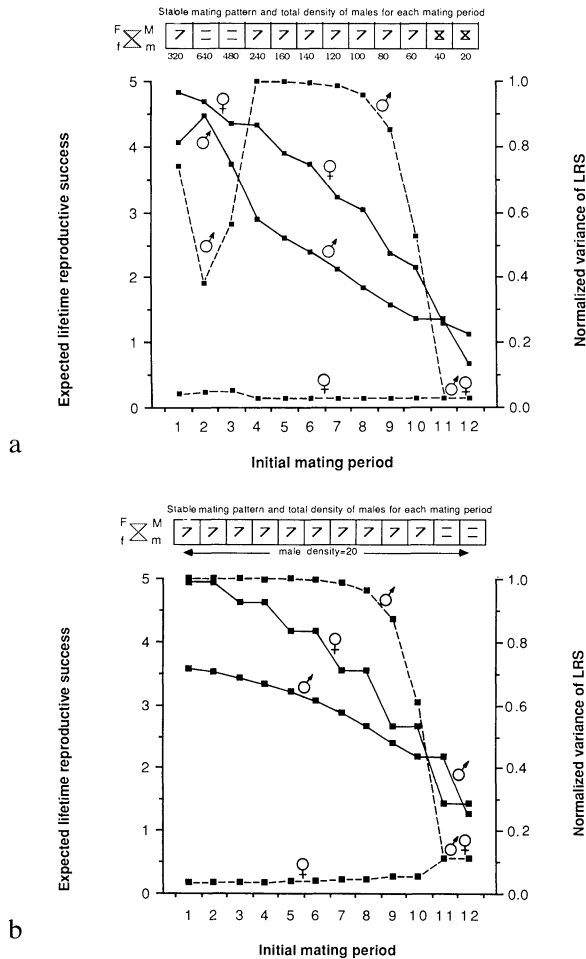 Stable mating pattern and total density of males for each mating period
F M
f m
320 640 480 240 160 140 120 100 80 60 40 20
5
4
3
2
1
0
1.0
0.8
0.6
0.4
0.2
0.0
Expected lifetime reproductive success
Normalized variance of LRS
♀
♂
♂
♀
♂
♂
♀
♂♀
1 2 3 4 5 6 7 8 9 10 11 12
a
Initial mating period
Stable mating pattern and total density of males for each mating period
F M
f m
male density=20
5
4
3
2
1
0
1.0
0.8
0.6
0.4
0.2
0.0
Expected lifetime reproductive success
Normalized variance of LRS
♂
♀
♂
♂
♀
♂♀
1 2 3 4 5 6 7 8 9 10 11 12
b
Initial mating period